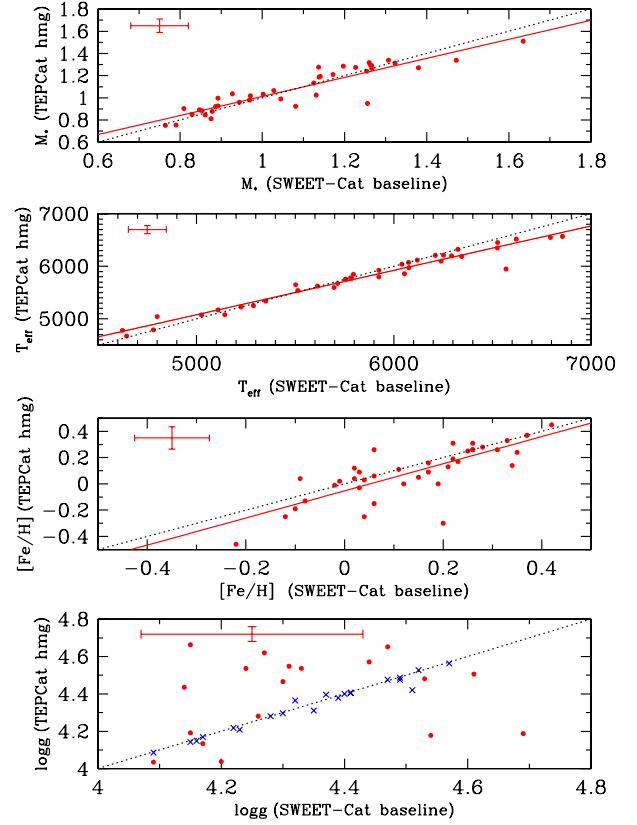 1.8
1.6
1.4
1.2
1
0.8
0.6
M⋆ (TEPCat hmg)
0.6 0.8 1 1.2 1.4 1.6 1.8
M⋆ (SWEET-Cat baseline)
7000
6000
5000
Teff (TEPCat hmg)
5000 6000 7000
Teff (SWEET-Cat baseline)
0.4
0.2
0
−0.2
−0.4
[Fe/H] (TEPCat hmg)
−0.4 −0.2 0 0.2 0.4
[Fe/H] (SWEET-Cat baseline)
4.8
4.6
4.4
4.2
4
logg (TEPCat hmg)
4 4.2 4.4 4.6 4.8
logg (SWEET-Cat baseline)